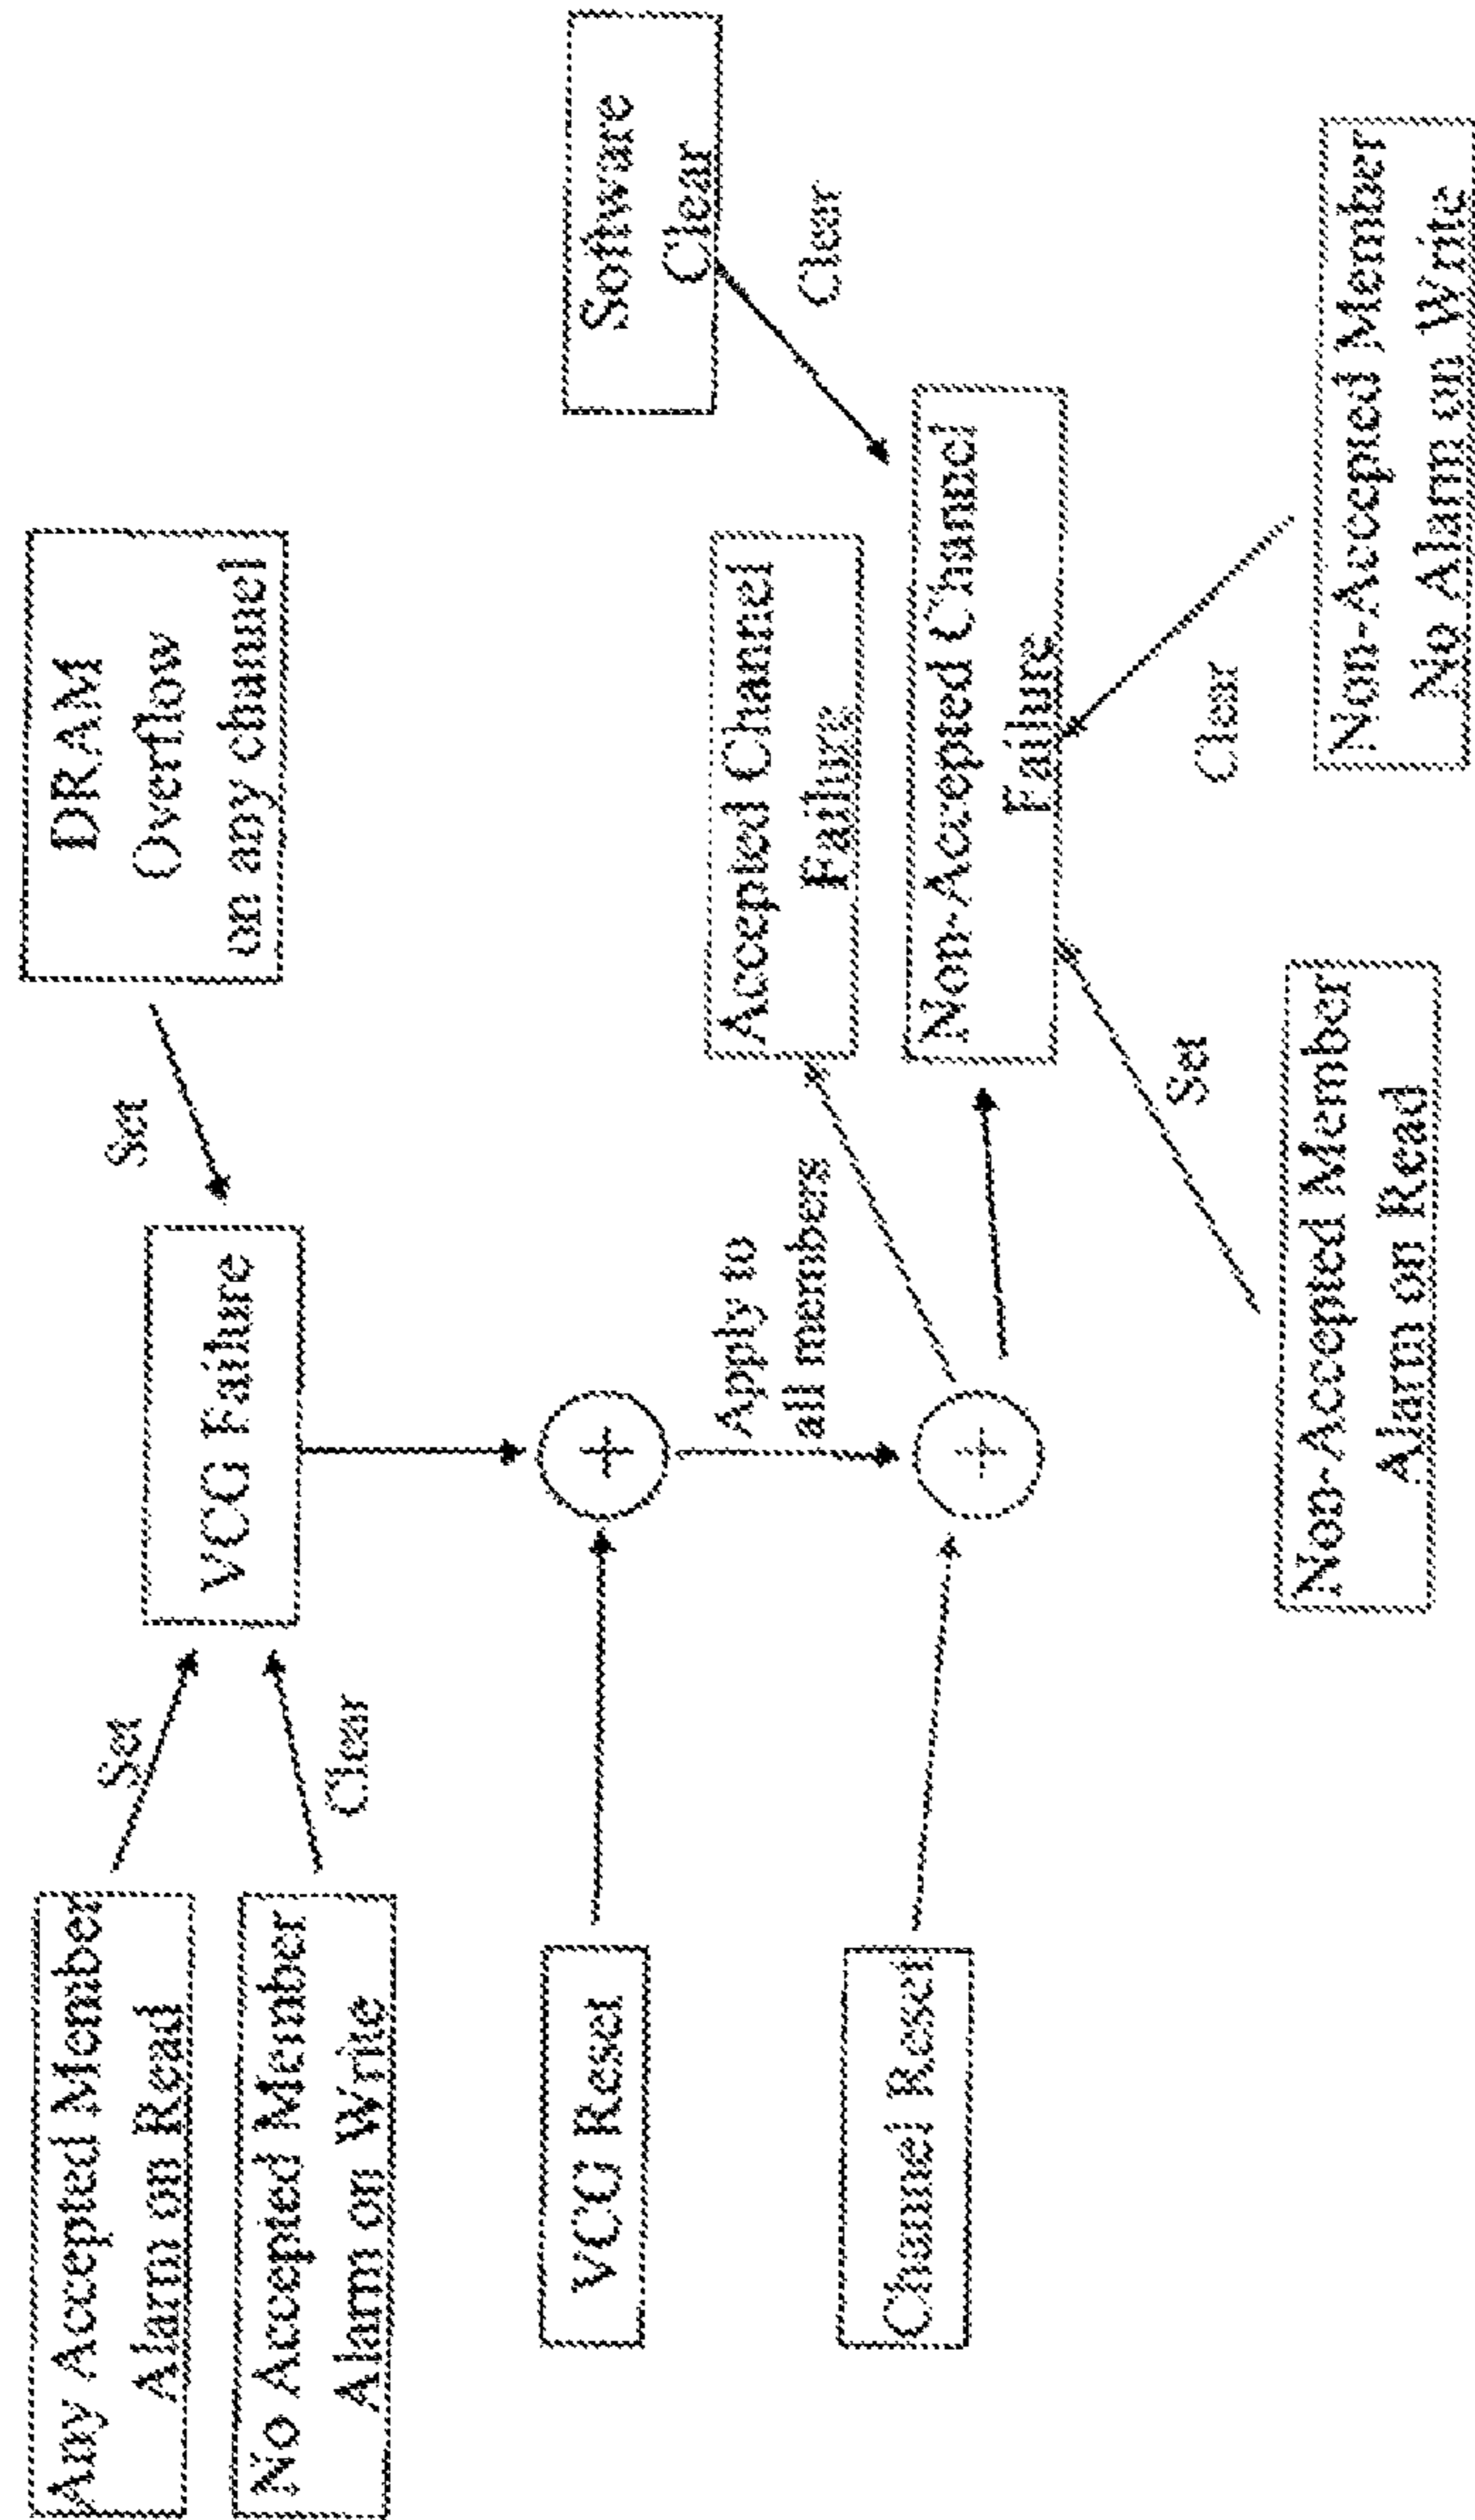 Any Accepted Member
Alarm on Read
No Accepted Member
Alarm on Write
Set
Clear
VCG Failure
Set
DRAM
Overflow
on any channel
VCG Reset
Channel Reset
+
+
Apply to
all members
Accepted Channel
Failure
Non-Accepted Channel
Failure
Software
Clear
Clear
Set
Clear
Non-Accepted Member
Alarm on Read
Non-Accepted Member
No Alarm on Write